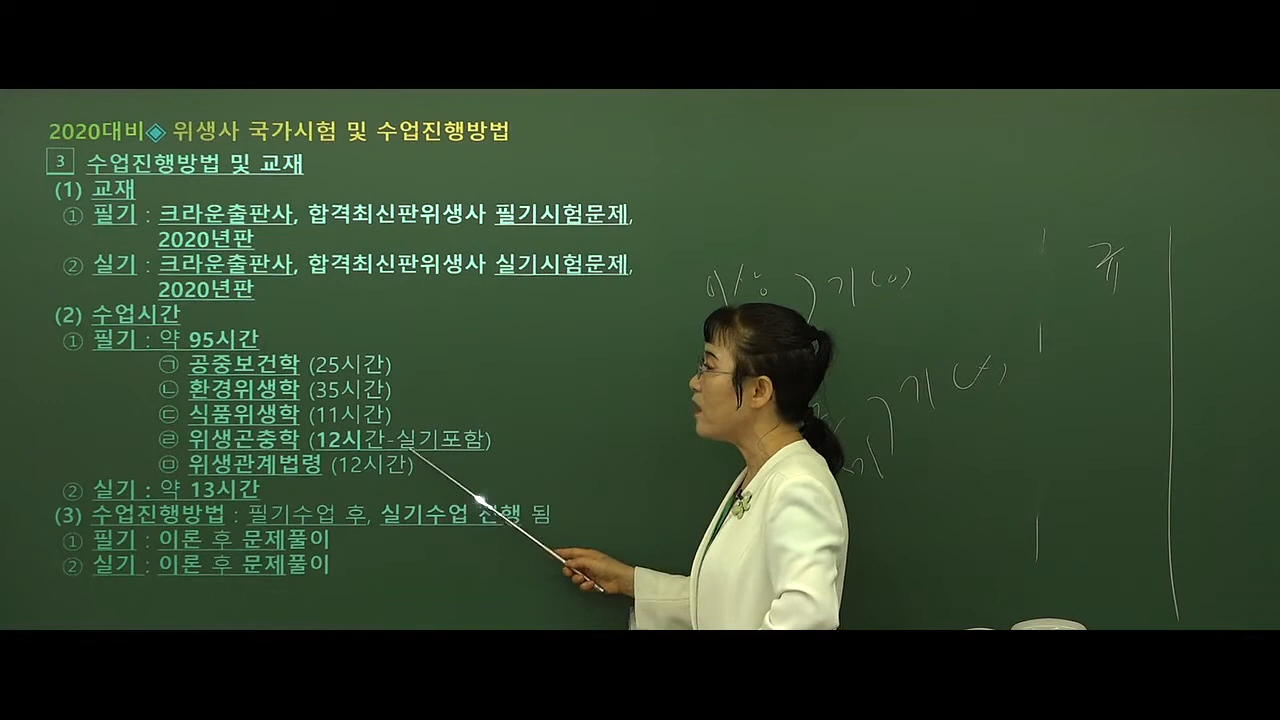 2020대비◈ 위생사 국가시험 및 수업진행방법
3 수업진행방법 및 교재
(1) 교재
① 필기 : 크라운출판사, 합격최신판위생사 필기시험문제,
2020년판
② 실기 : 크라운출판사, 합격최신판위생사 실기시험문제,
2020년판
(2) 수업시간
① 필기 : 약 95시간
㉠ 공중보건학 (25시간)
㉡ 환경위생학 (35시간)
㉢ 식품위생학 (11시간)
㉣ 위생곤충학 (12시간-실기포함)
㉤ 위생관계법령 (12시간)
② 실기 : 약 13시간
(3) 수업진행방법 : 필기수업 후, 실기수업 진행 됨
① 필기 : 이론 후 문제풀이
② 실기 : 이론 후 문제풀이